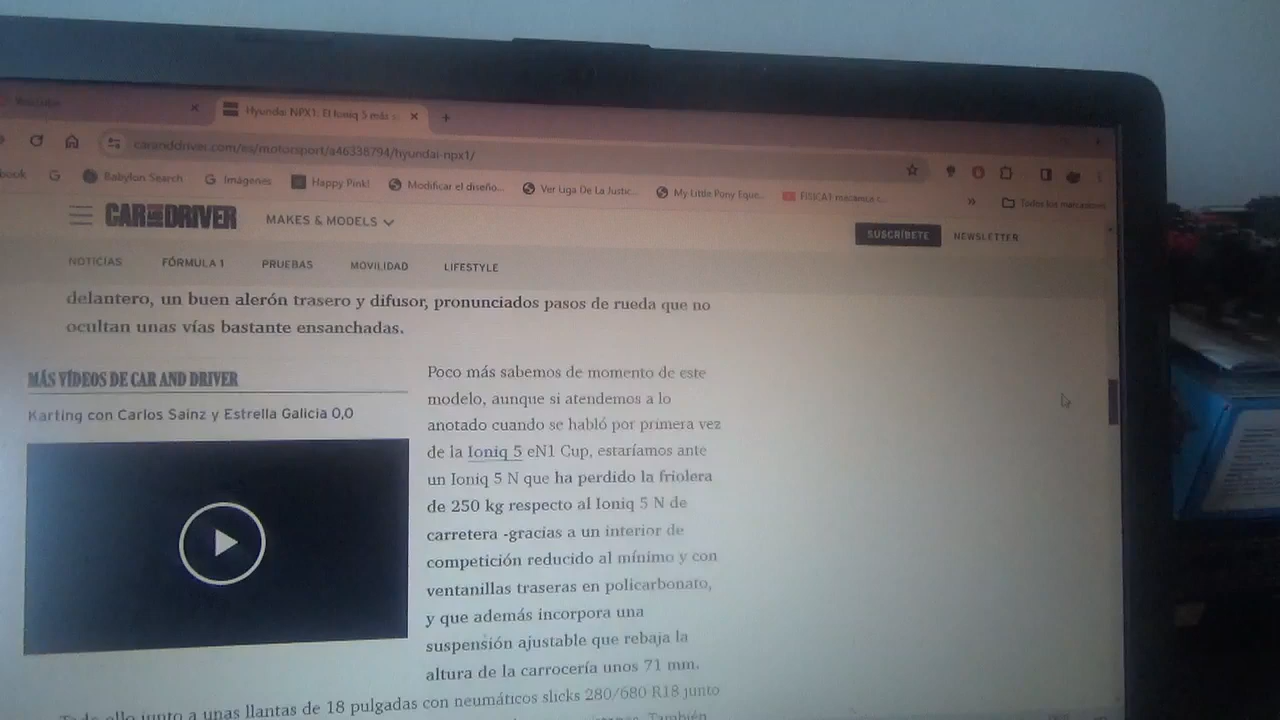 Youtube
Hyundai NPX1: El Ioniq 5 más s
caranddriver.com/es/motorsport/a46338794/hyundai-npx1/
book
Babylon Search
Imágenes
Happy Pink!
Modificar el diseño...
Ver Liga De La Justic...
My Little Pony Eque...
FISICA1 mecanica c...
»
Todos los marcadores
CAR AND DRIVER
MAKES & MODELS
SUSCRÍBETE
NEWSLETTER
NOTICIAS
FÓRMULA 1
PRUEBAS
MOVILIDAD
LIFESTYLE
delantero, un buen alerón trasero y difusor, pronunciados pasos de rueda que no
ocultan unas vías bastante ensanchadas.
MÁS VÍDEOS DE CAR AND DRIVER
Karting con Carlos Sainz y Estrella Galicia 0,0
Poco más sabemos de momento de este
modelo, aunque si atendemos a lo
anotado cuando se habló por primera vez
de la Ioniq 5 eN1 Cup, estaríamos ante
un Ioniq 5 N que ha perdido la friolera
de 250 kg respecto al Ioniq 5 N de
carretera -gracias a un interior de
competición reducido al mínimo y con
ventanillas traseras en policarbonato,
y que además incorpora una
suspensión ajustable que rebaja la
altura de la carrocería unos 71 mm.
Todo ello junto a unas llantas de 18 pulgadas con neumáticos slicks 280/680 R18 junto
También